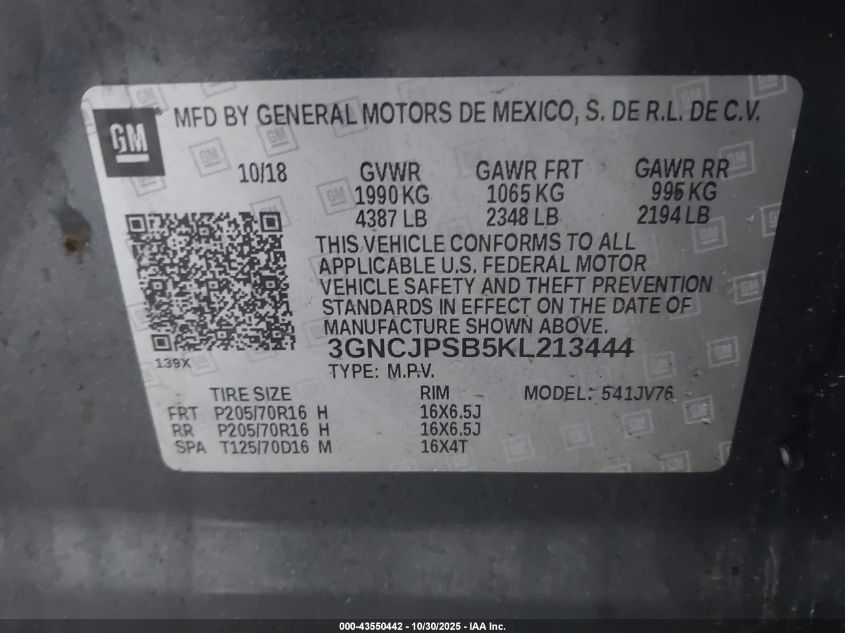 GM
MFD BY GENERAL MOTORS DE MEXICO, S. DE R.L. DE C.V.
10/18 GVWR GAWR FRT GAWR RR
1990 KG 1065 KG 995 KG
4387 LB 2348 LB 2194 LB
THIS VEHICLE CONFORMS TO ALL
APPLICABLE U.S. FEDERAL MOTOR
VEHICLE SAFETY AND THEFT PREVENTION
STANDARDS IN EFFECT ON THE DATE OF
MANUFACTURE SHOWN ABOVE.
139X 3GNCJPSB5KL213444
TYPE: M.P.V.
TIRE SIZE RIM MODEL: 541JV76
FRT P205/70R16 H 16X6.5J
RR P205/70R16 H 16X6.5J
SPA T125/70D16 M 16X4T
000-43550442 - 10/30/2025 - IAA Inc.